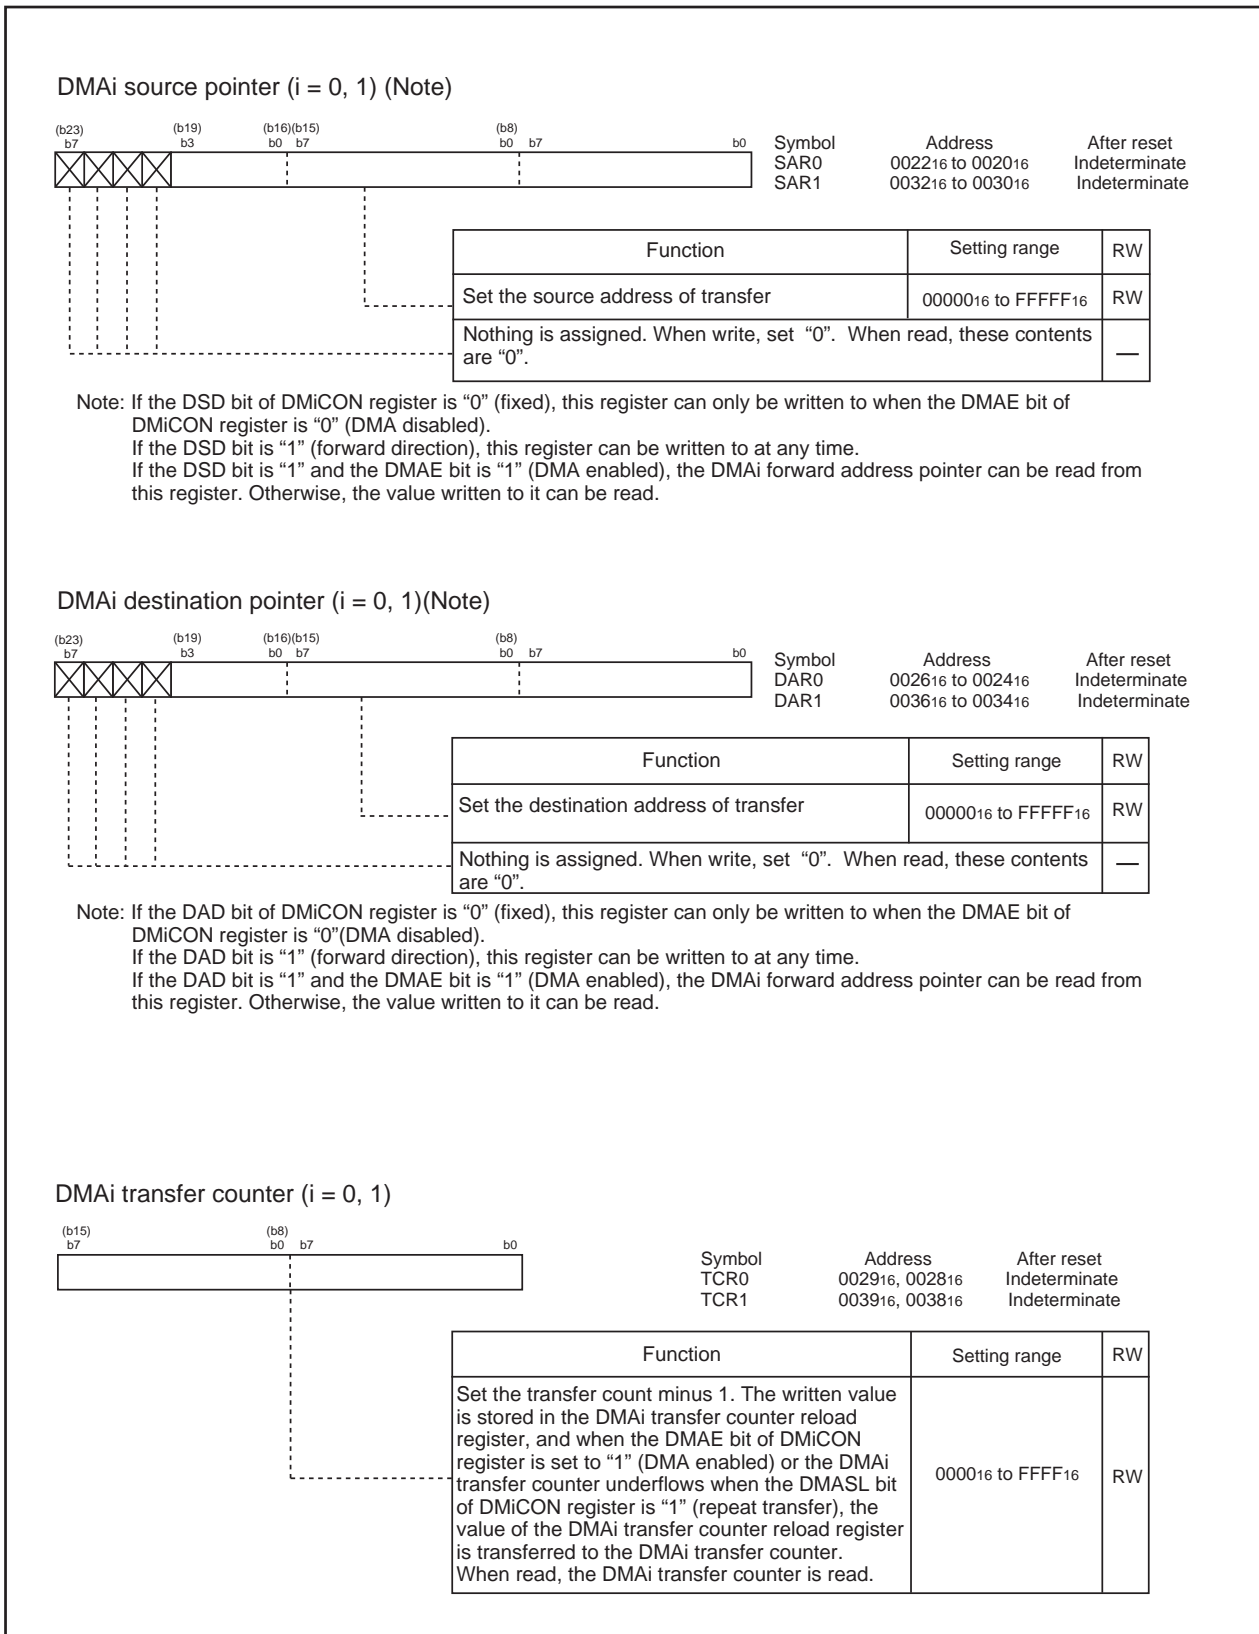 DMAi source pointer (i = 0, 1) (Note)
(b23) (b19) (b16)(b15) (b8)
b7 b3 b0 b7 b0 b7 b0
Symbol Address After reset
SAR0 002216 to 002016 Indeterminate
SAR1 003216 to 003016 Indeterminate
Function Setting range RW
Set the source address of transfer 0000016 to FFFFF16 RW
Nothing is assigned. When write, set “0”. When read, these contents
are “0”. —
Note: If the DSD bit of DMiCON register is “0” (fixed), this register can only be written to when the DMAE bit of
DMiCON register is “0” (DMA disabled).
If the DSD bit is “1” (forward direction), this register can be written to at any time.
If the DSD bit is “1” and the DMAE bit is “1” (DMA enabled), the DMAi forward address pointer can be read from
this register. Otherwise, the value written to it can be read.
DMAi destination pointer (i = 0, 1)(Note)
(b23) (b19) (b16)(b15) (b8)
b7 b3 b0 b7 b0 b7 b0
Symbol Address After reset
DAR0 002616 to 002416 Indeterminate
DAR1 003616 to 003416 Indeterminate
Function Setting range RW
Set the destination address of transfer 0000016 to FFFFF16 RW
Nothing is assigned. When write, set “0”. When read, these contents
are “0”. —
Note: If the DAD bit of DMiCON register is “0” (fixed), this register can only be written to when the DMAE bit of
DMiCON register is “0”(DMA disabled).
If the DAD bit is “1” (forward direction), this register can be written to at any time.
If the DAD bit is “1” and the DMAE bit is “1” (DMA enabled), the DMAi forward address pointer can be read from
this register. Otherwise, the value written to it can be read.
DMAi transfer counter (i = 0, 1)
(b15) (b8)
b7 b0 b7 b0
Symbol Address After reset
TCR0 002916, 002816 Indeterminate
TCR1 003916, 003816 Indeterminate
Function Setting range RW
Set the transfer count minus 1. The written value
is stored in the DMAi transfer counter reload
register, and when the DMAE bit of DMiCON
register is set to “1” (DMA enabled) or the DMAi
transfer counter underflows when the DMASL bit 000016 to FFFF16 RW
of DMiCON register is “1” (repeat transfer), the
value of the DMAi transfer counter reload register
is transferred to the DMAi transfer counter.
When read, the DMAi transfer counter is read.